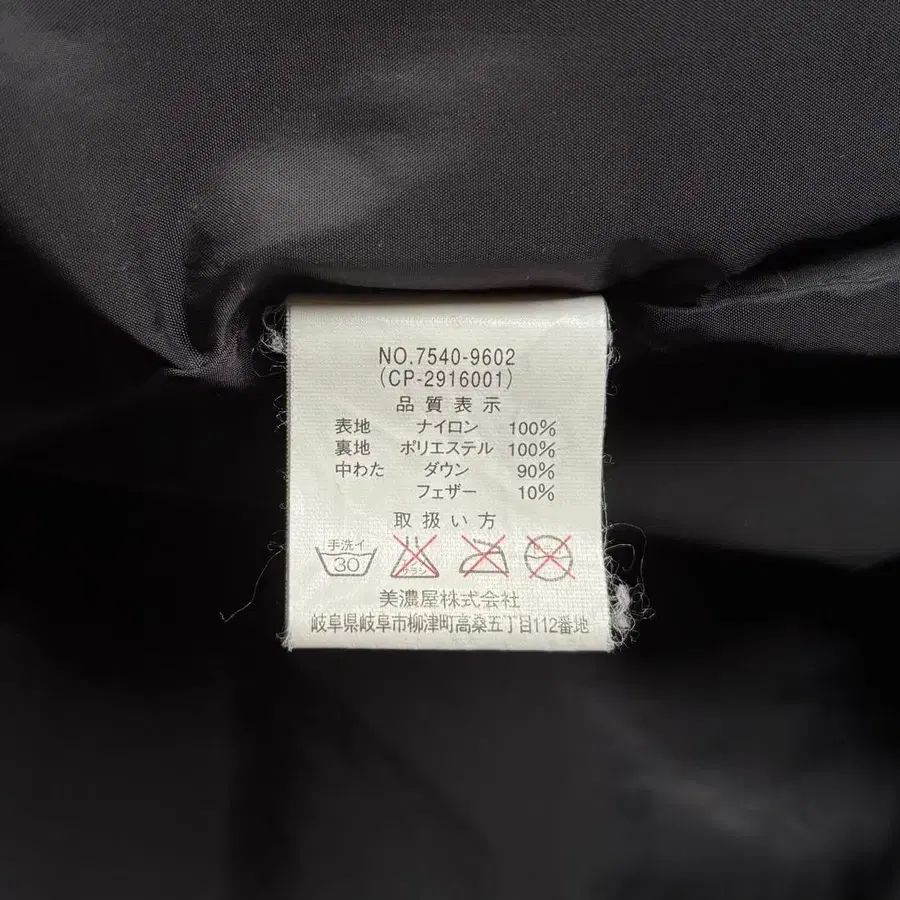 NO.7540-9602
(CP-2916001)
品質表示
表地 ナイロン 100%
裏地 ポリエステル 100%
中わた ダウン 90%
フェザー 10%
取扱い方
手洗イ
30
サラシ
美濃屋株式会社
岐阜県岐阜市柳津町高桑五丁目112番地